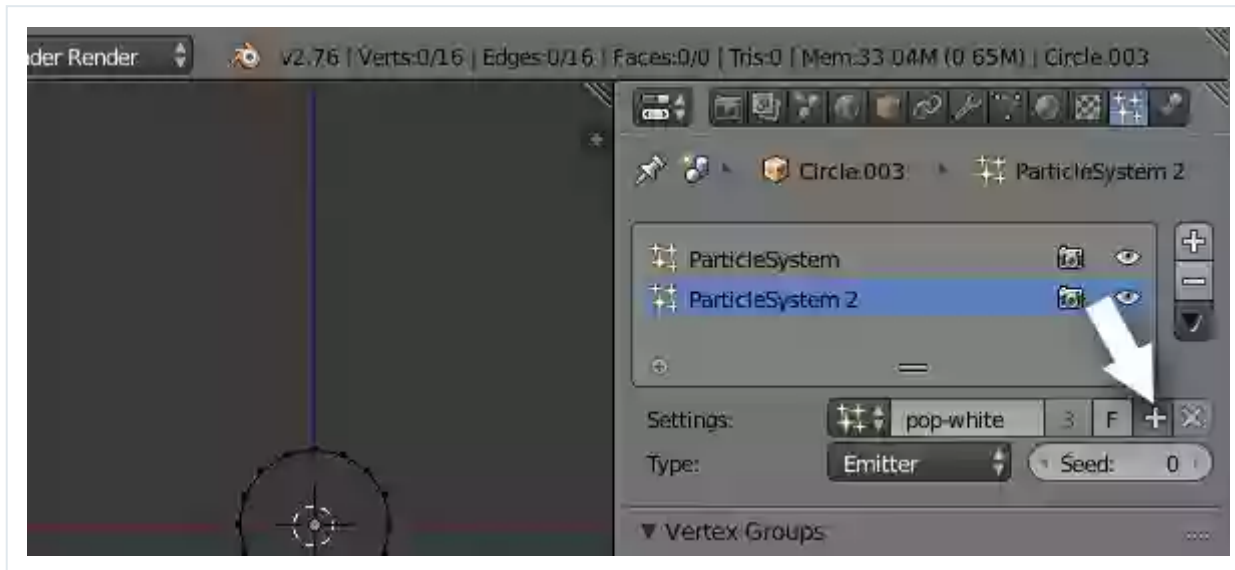 der Render
v2.76 | Verts:0/16 | Edges:0/16 | Faces:0/0 | Tris:0 | Mem:33.04M (0.65M) | Circle.003
Circle.003 ParticleSystem 2
ParticleSystem
ParticleSystem 2
Settings: pop-white 3 F
Type: Emitter Seed: 0
Vertex Groups